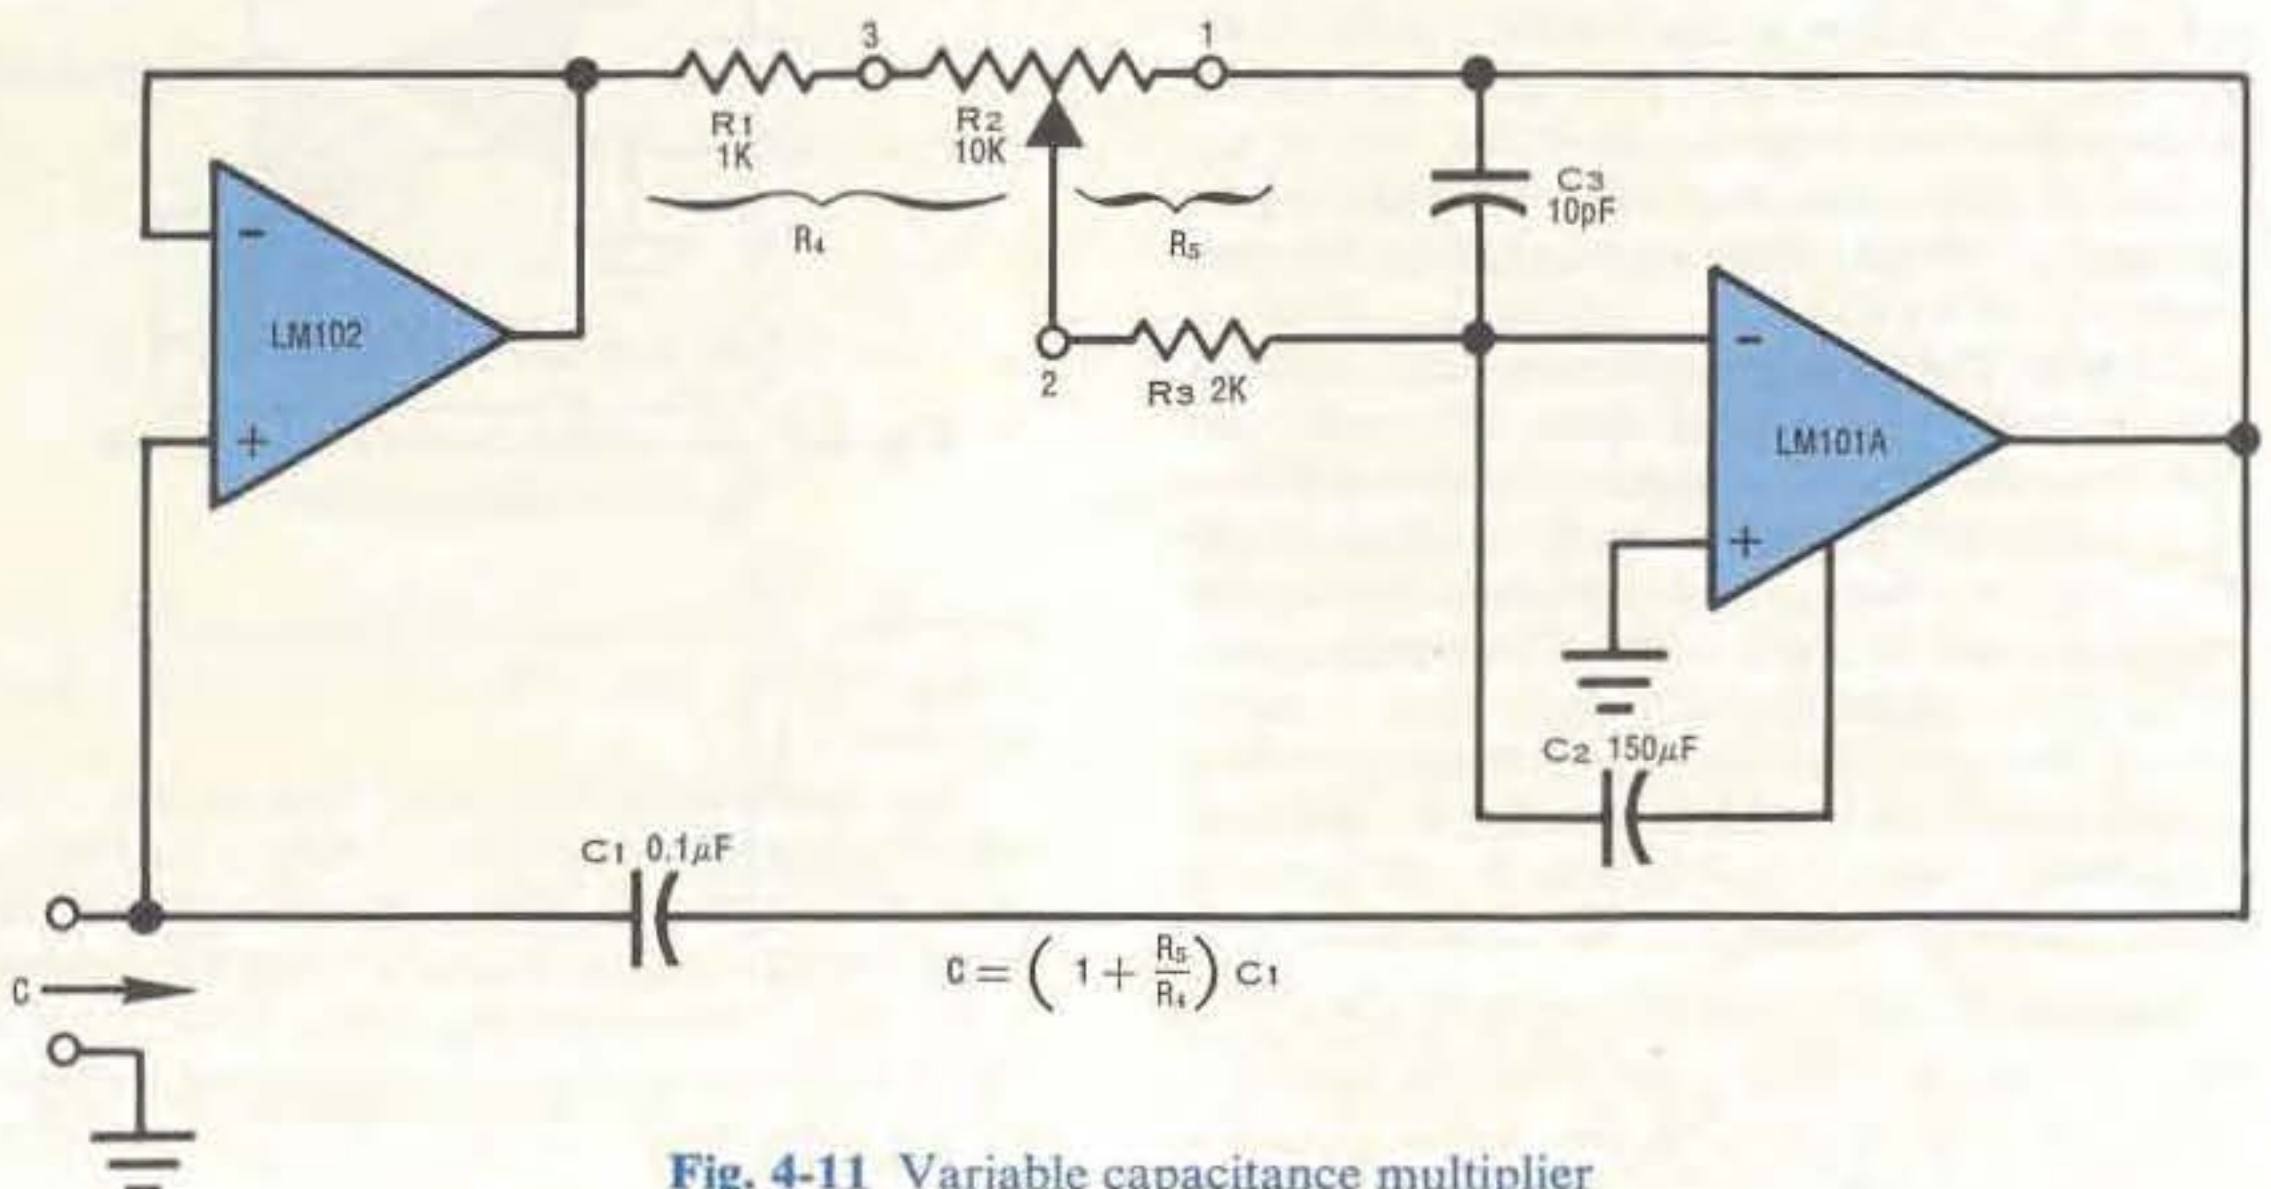 3
1
R1
1K
R2
10K
R4
R5
C3
10pF
-
LM102
+
2
R3 2K
-
LM101A
+
C2 150μF
C1 0.1μF
C = ( 1 + R5/R4 ) C1
C
Fig. 4-11 Variable capacitance multiplier